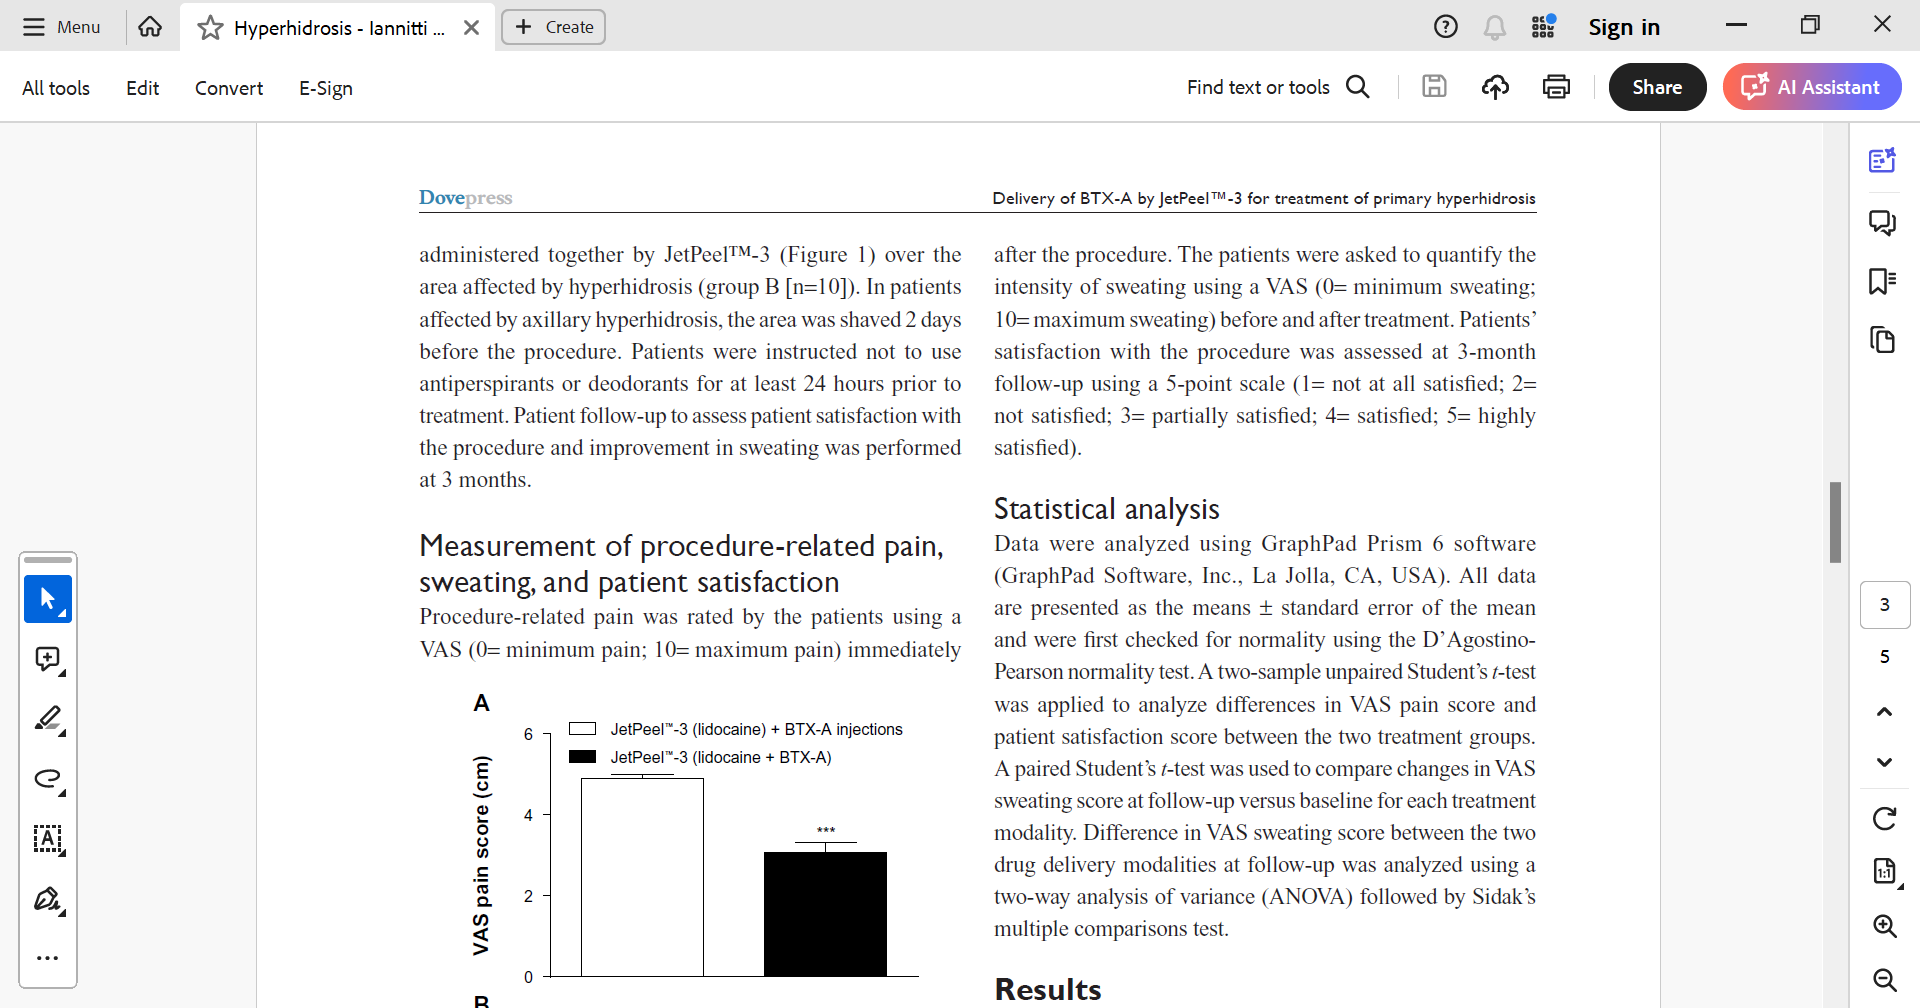 Menu
Hyperhidrosis - Iannitti ...
Create
Sign in
All tools
Edit
Convert
E-Sign
Find text or tools
Share
AI Assistant
Dovepress
Delivery of BTX-A by JetPeel™-3 for treatment of primary hyperhidrosis
administered together by JetPeel™-3 (Figure 1) over the
area affected by hyperhidrosis (group B [n=10]). In patients
affected by axillary hyperhidrosis, the area was shaved 2 days
before the procedure. Patients were instructed not to use
antiperspirants or deodorants for at least 24 hours prior to
treatment. Patient follow-up to assess patient satisfaction with
the procedure and improvement in sweating was performed
at 3 months.
Measurement of procedure-related pain,
sweating, and patient satisfaction
Procedure-related pain was rated by the patients using a
VAS (0= minimum pain; 10= maximum pain) immediately
A
JetPeel™-3 (lidocaine) + BTX-A injections
JetPeel™-3 (lidocaine + BTX-A)
VAS pain score (cm)
6
4
2
0
***
B
after the procedure. The patients were asked to quantify the
intensity of sweating using a VAS (0= minimum sweating;
10= maximum sweating) before and after treatment. Patients’
satisfaction with the procedure was assessed at 3-month
follow-up using a 5-point scale (1= not at all satisfied; 2=
not satisfied; 3= partially satisfied; 4= satisfied; 5= highly
satisfied).
Statistical analysis
Data were analyzed using GraphPad Prism 6 software
(GraphPad Software, Inc., La Jolla, CA, USA). All data
are presented as the means ± standard error of the mean
and were first checked for normality using the D’Agostino-
Pearson normality test. A two-sample unpaired Student’s t-test
was applied to analyze differences in VAS pain score and
patient satisfaction score between the two treatment groups.
A paired Student’s t-test was used to compare changes in VAS
sweating score at follow-up versus baseline for each treatment
modality. Difference in VAS sweating score between the two
drug delivery modalities at follow-up was analyzed using a
two-way analysis of variance (ANOVA) followed by Sidak’s
multiple comparisons test.
Results
3
5
1:1